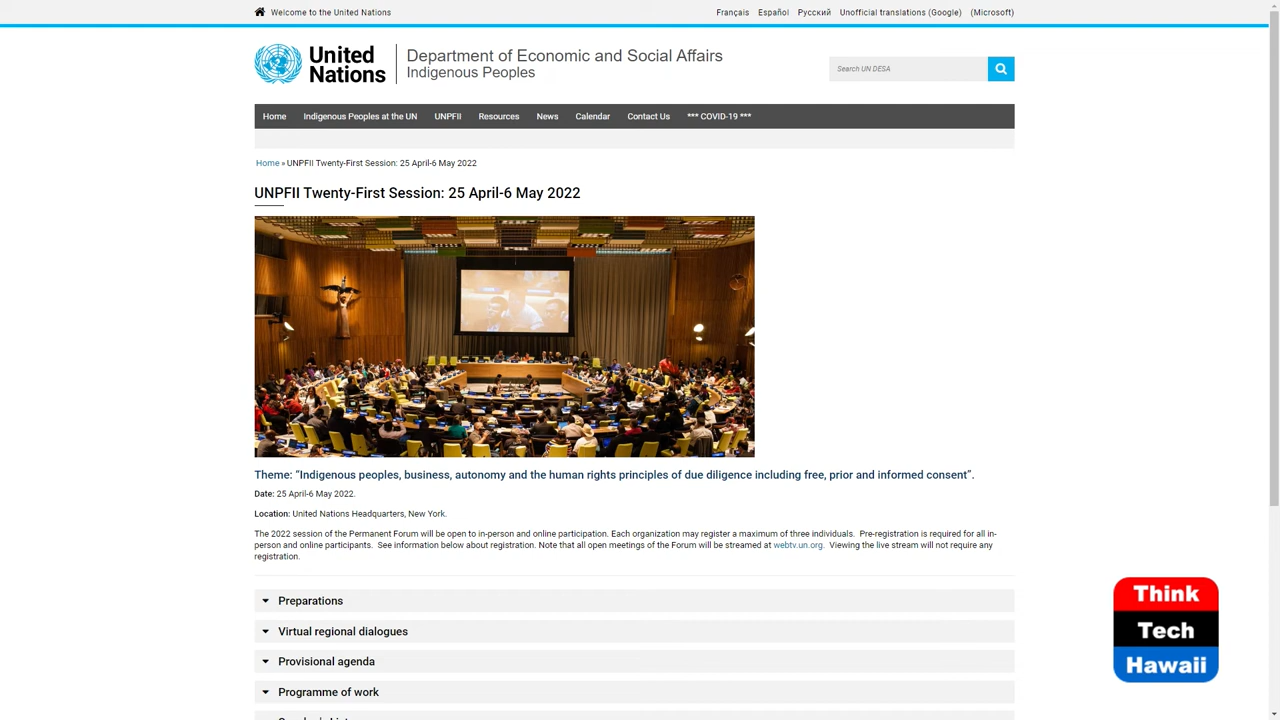 Welcome to the United Nations
Français Español Русский Unofficial translations (Google) (Microsoft)
United
Nations
Department of Economic and Social Affairs
Indigenous Peoples
Search UN DESA
Home Indigenous Peoples at the UN UNPFII Resources News Calendar Contact Us *** COVID-19 ***
Home » UNPFII Twenty-First Session: 25 April-6 May 2022
UNPFII Twenty-First Session: 25 April-6 May 2022
Theme: “Indigenous peoples, business, autonomy and the human rights principles of due diligence including free, prior and informed consent”.
Date: 25 April-6 May 2022.
Location: United Nations Headquarters, New York.
The 2022 session of the Permanent Forum will be open to in-person and online participation. Each organization may register a maximum of three individuals. Pre-registration is required for all in-
person and online participants. See information below about registration. Note that all open meetings of the Forum will be streamed at webtv.un.org. Viewing the live stream will not require any
registration.
Preparations
Virtual regional dialogues
Provisional agenda
Programme of work
Think
Tech
Hawaii